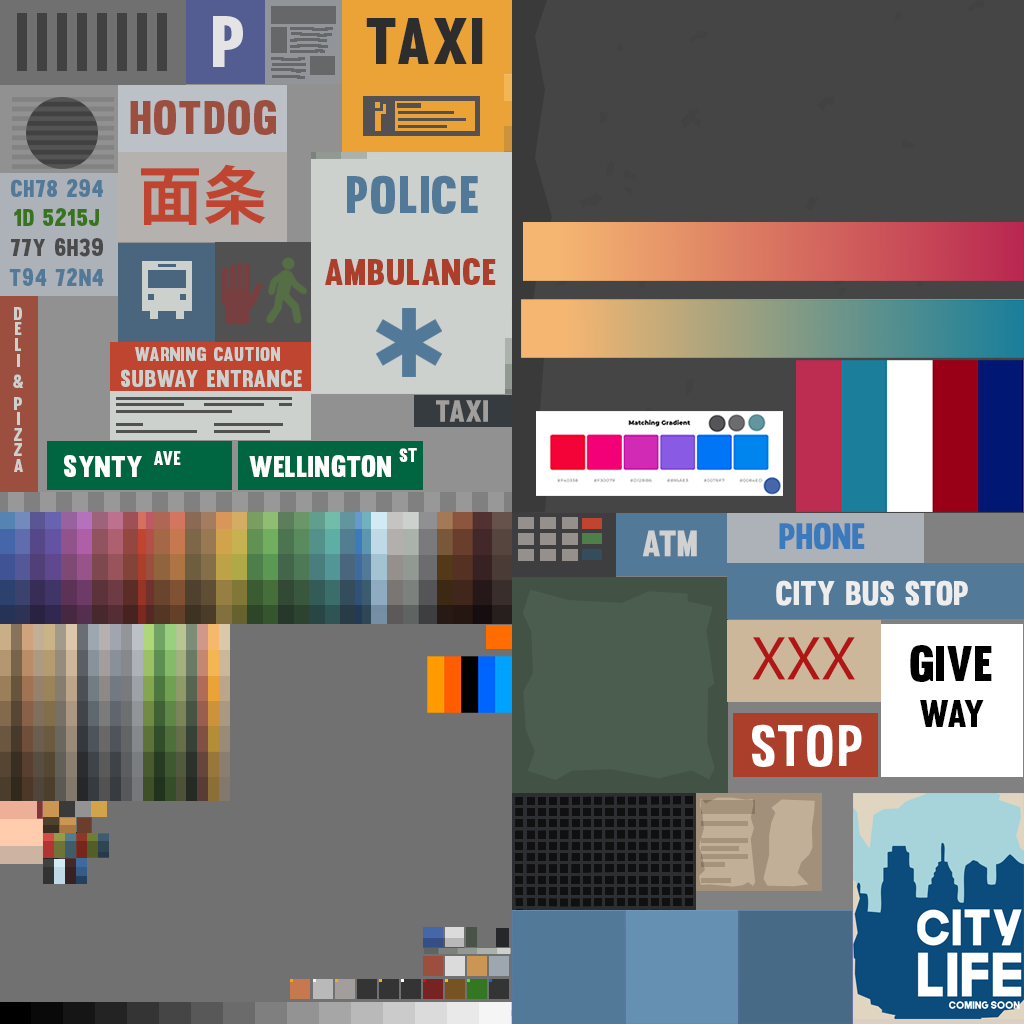 P
TAXI
HOTDOG
面条
CH78 294
1D 5215J
77Y 6H39
T94 72N4
POLICE
AMBULANCE
DELI & PIZZA
WARNING CAUTION
SUBWAY ENTRANCE
TAXI
SYNTY AVE
WELLINGTON ST
Matching Gradient
ATM
PHONE
CITY BUS STOP
XXX
GIVE
WAY
STOP
CITY
LIFE
COMING SOON